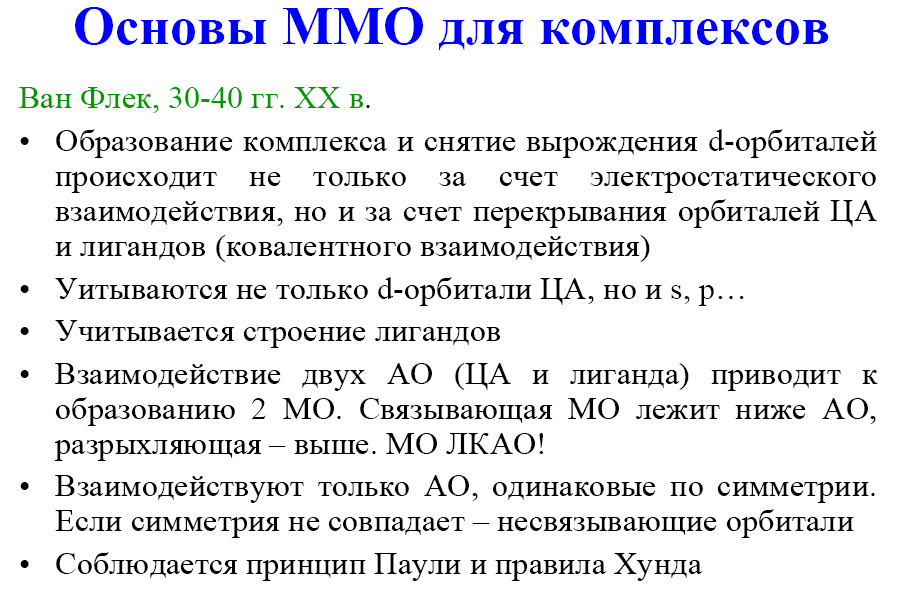 Основы ММО для комплексов
Ван Флек, 30-40 гг. XX в.
• Образование комплекса и снятие вырождения d-орбиталей
происходит не только за счет электростатического
взаимодействия, но и за счет перекрывания орбиталей ЦА
и лигандов (ковалентного взаимодействия)
• Уитываются не только d-орбитали ЦА, но и s, p…
• Учитывается строение лигандов
• Взаимодействие двух АО (ЦА и лиганда) приводит к
образованию 2 МО. Связывающая МО лежит ниже АО,
разрыхляющая – выше. МО ЛКАО!
• Взаимодействуют только АО, одинаковые по симметрии.
Если симметрия не совпадает – несвязывающие орбитали
• Соблюдается принцип Паули и правила Хунда